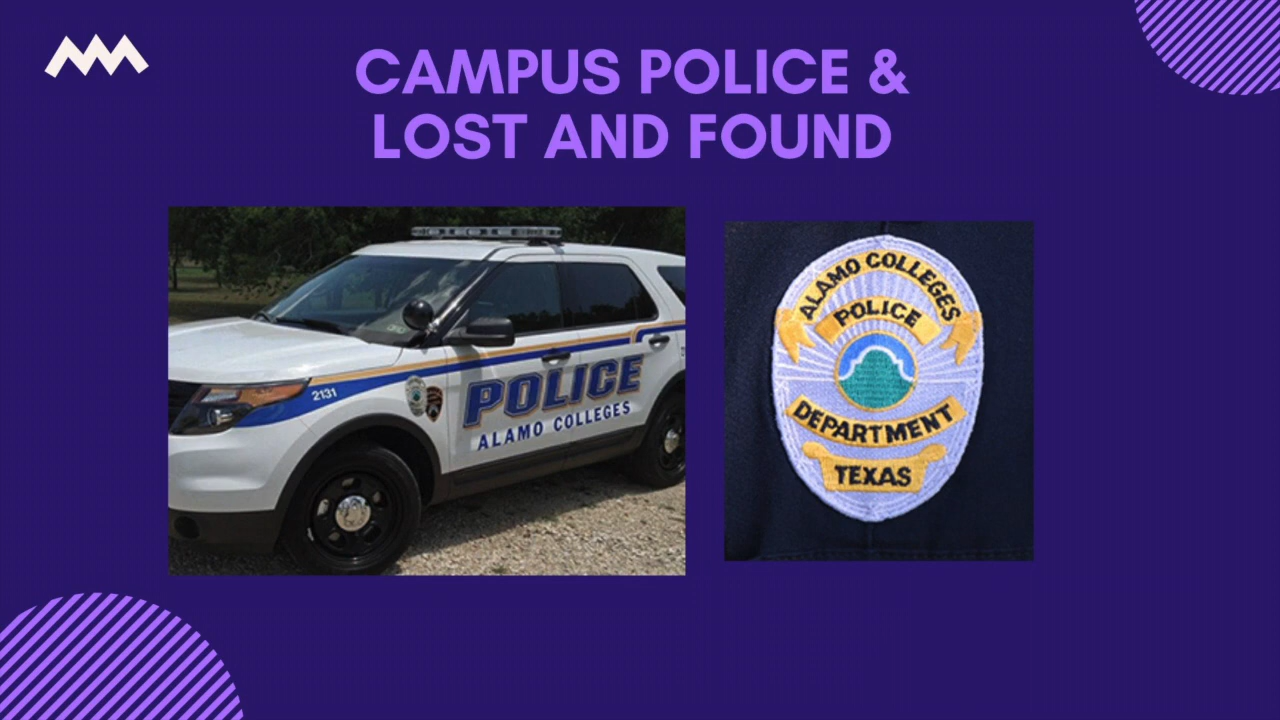 CAMPUS POLICE &
LOST AND FOUND
2131
POLICE
ALAMO COLLEGES
ALAMO COLLEGES
POLICE
DEPARTMENT
TEXAS